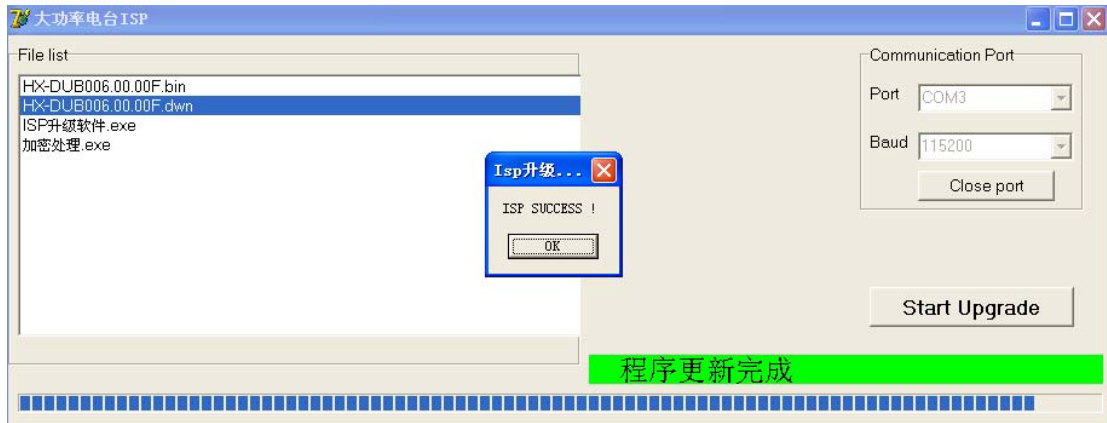 大功率电台ISP
File list
HX-DUB006.00.00F.bin
HX-DUB006.00.00F.dwn
ISP升级软件.exe
加密处理.exe
Communication Port
Port COM3
Baud 115200
Close port
Isp升级...
ISP SUCCESS !
OK
Start Upgrade
程序更新完成